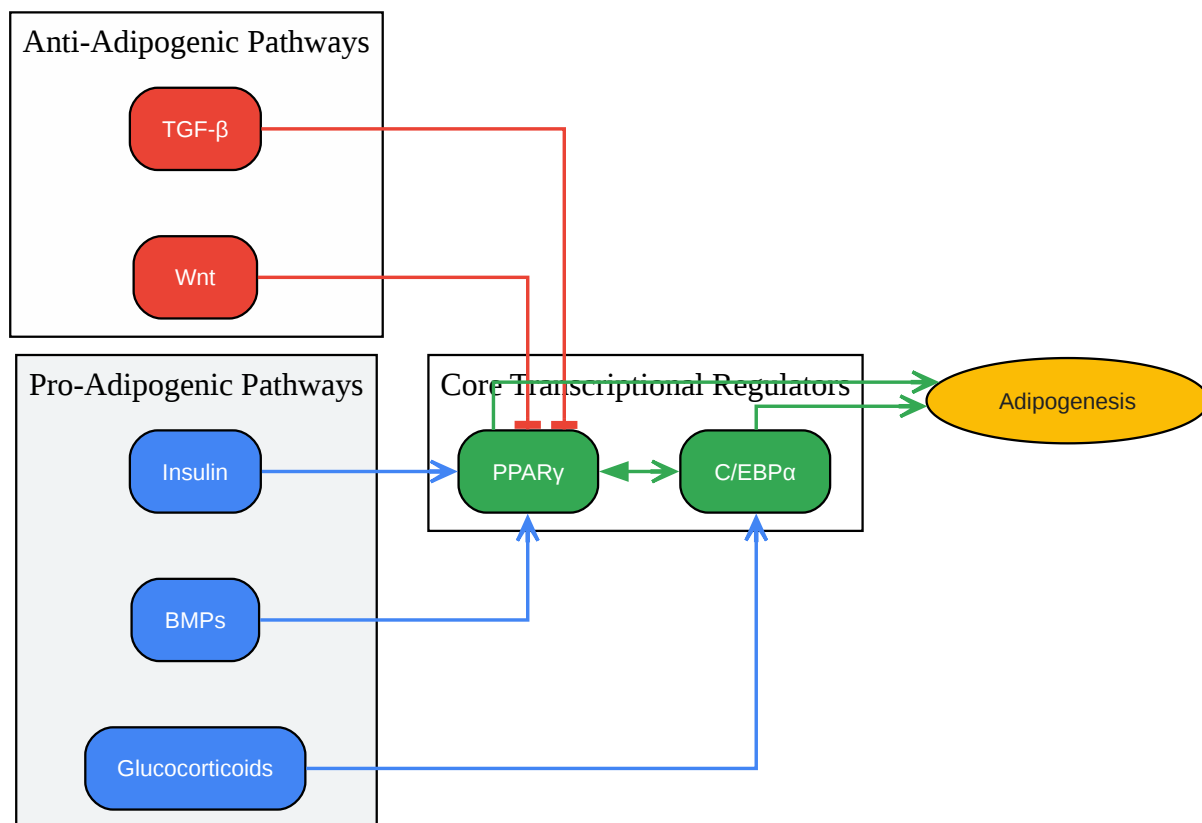 Anti-Adipogenic Pathways
TGF-β
Wnt
Pro-Adipogenic Pathways
Insulin
BMPs
Glucocorticoids
Core Transcriptional Regulators
PPARγ
C/EBPα
Adipogenesis